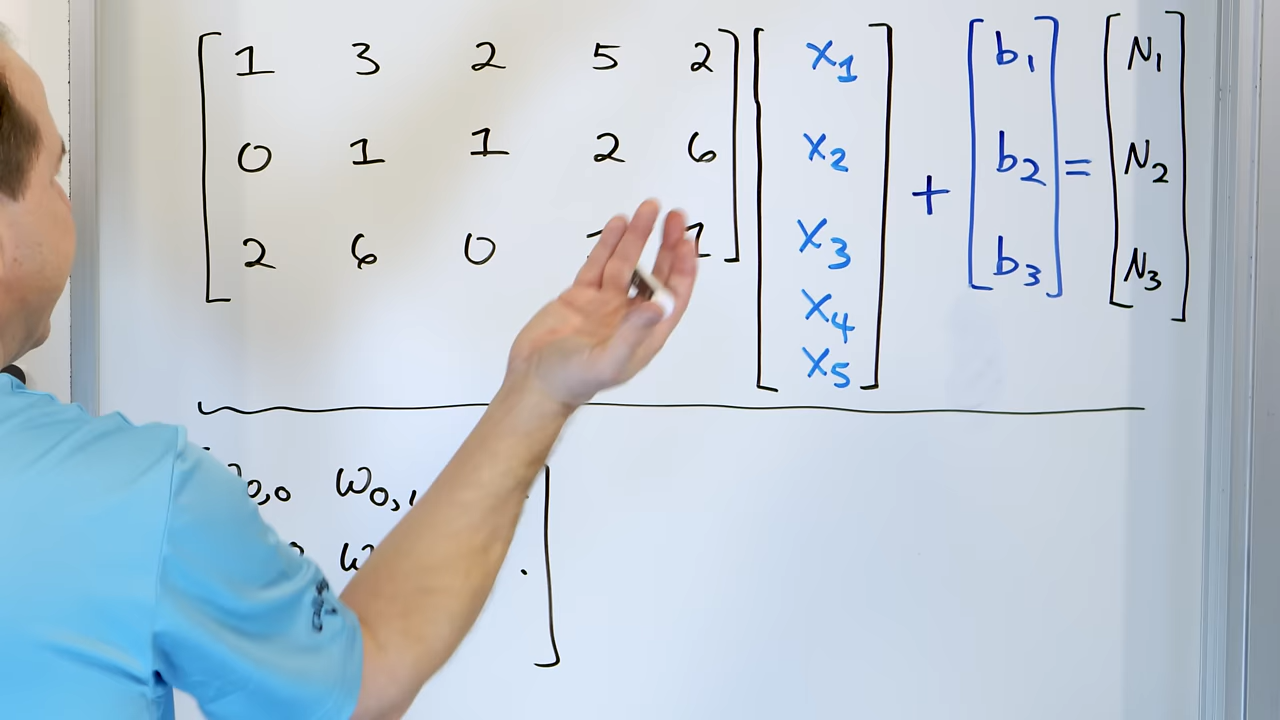 1 3 2 5 2 x1 b1 N1
0 1 1 2 6 x2 + b2 = N2
2 6 0 1 x3 b3 N3
x4
x5
ω0,0 ω0,1
ω .